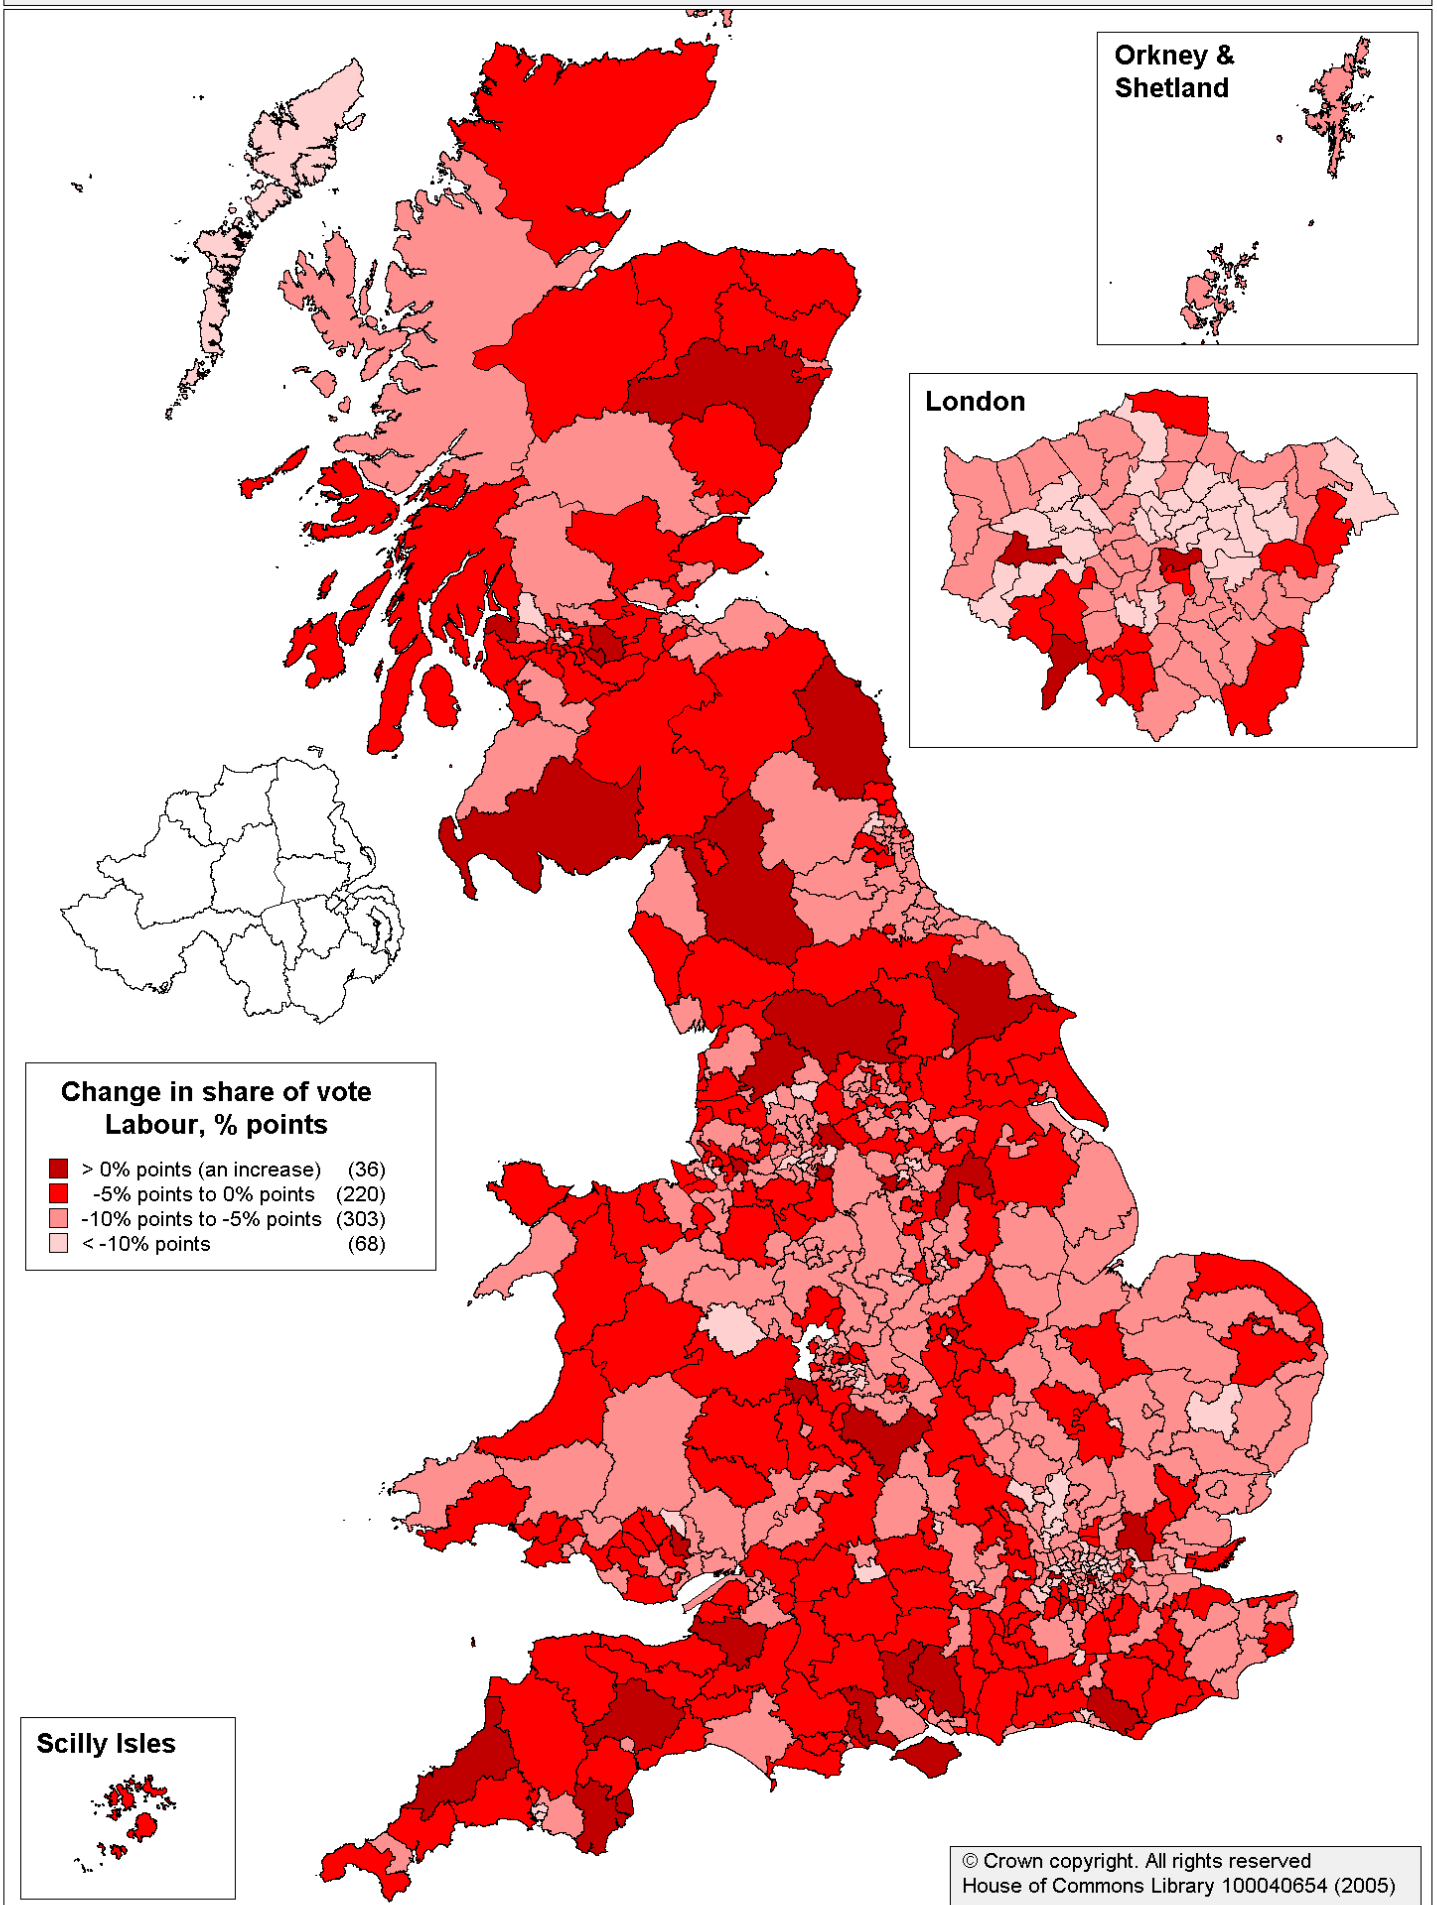 Orkney &
Shetland
London
Change in share of vote
Labour, % points
> 0% points (an increase) (36)
-5% points to 0% points (220)
-10% points to -5% points (303)
< -10% points (68)
Scilly Isles
© Crown copyright. All rights reserved
House of Commons Library 100040654 (2005)